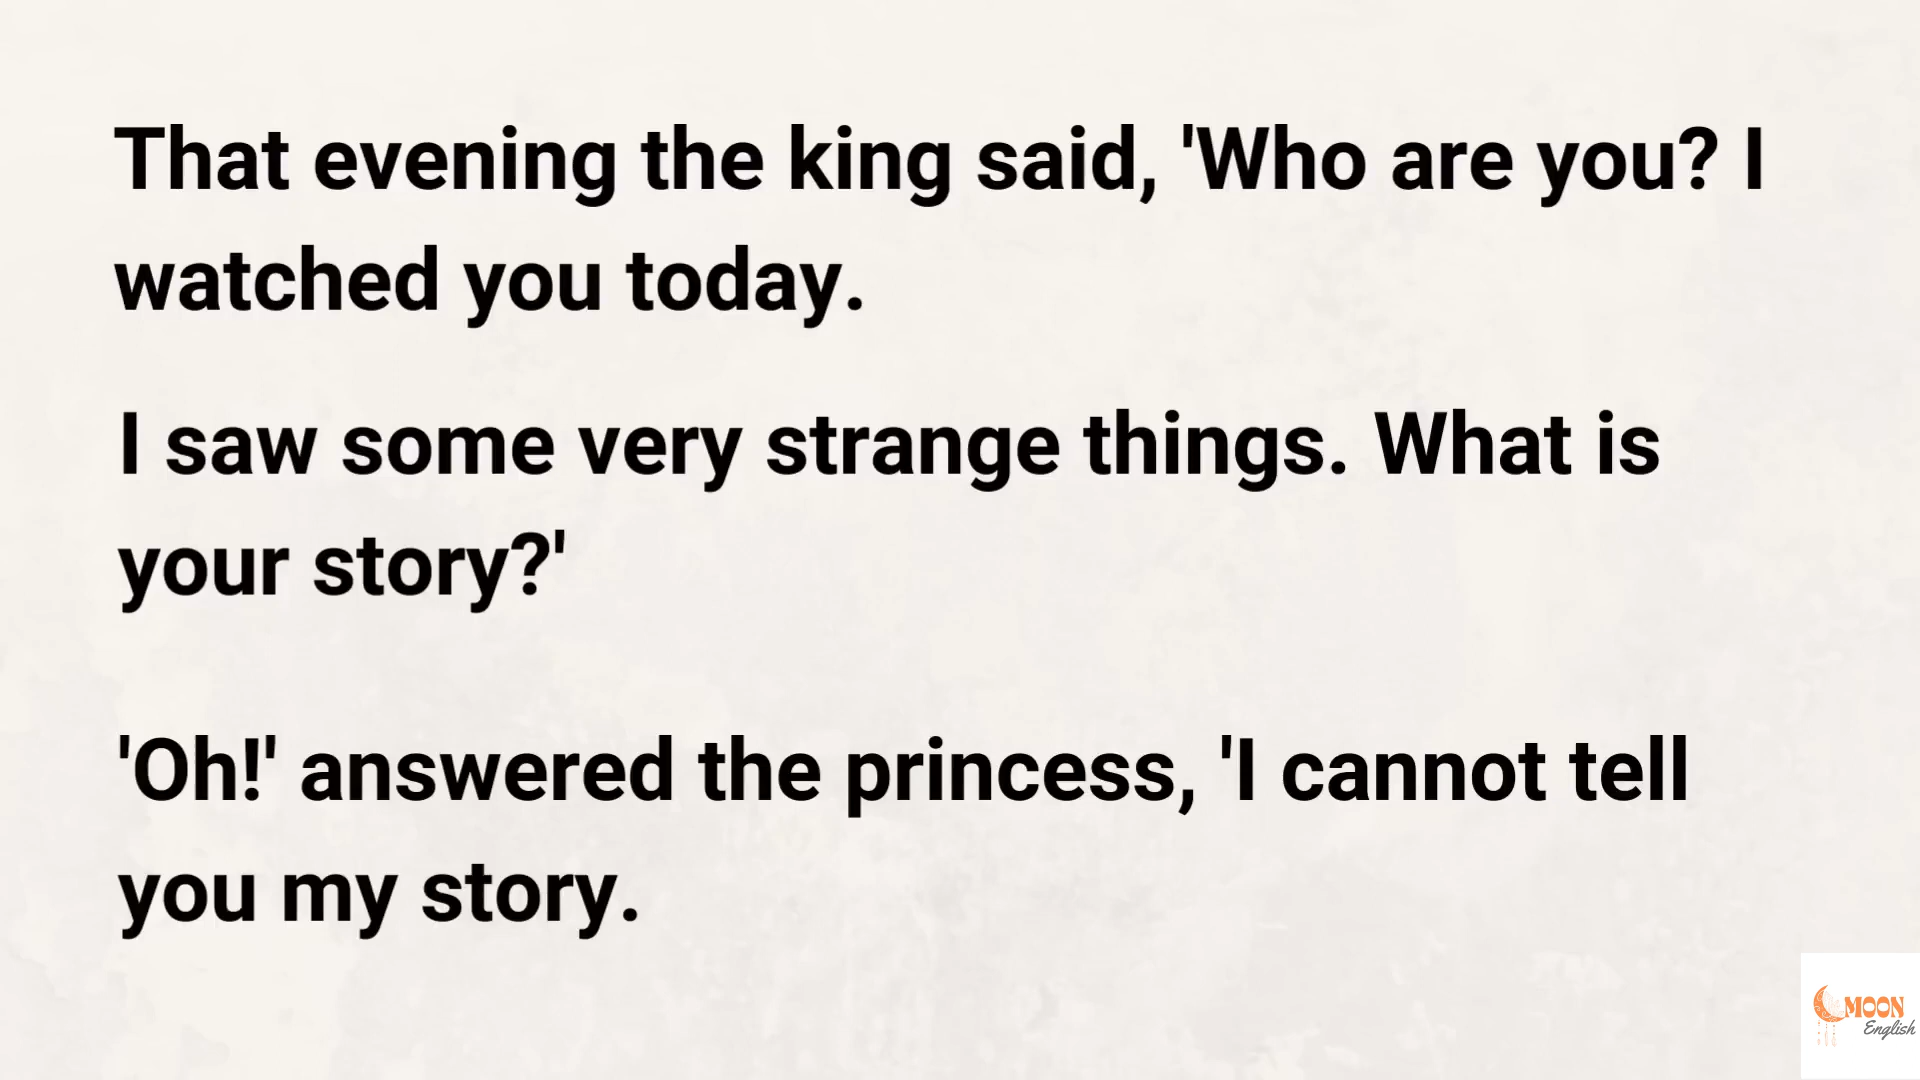 That evening the king said, 'Who are you? I
watched you today.
I saw some very strange things. What is
your story?'
'Oh!' answered the princess, 'I cannot tell
you my story.
MOON
English